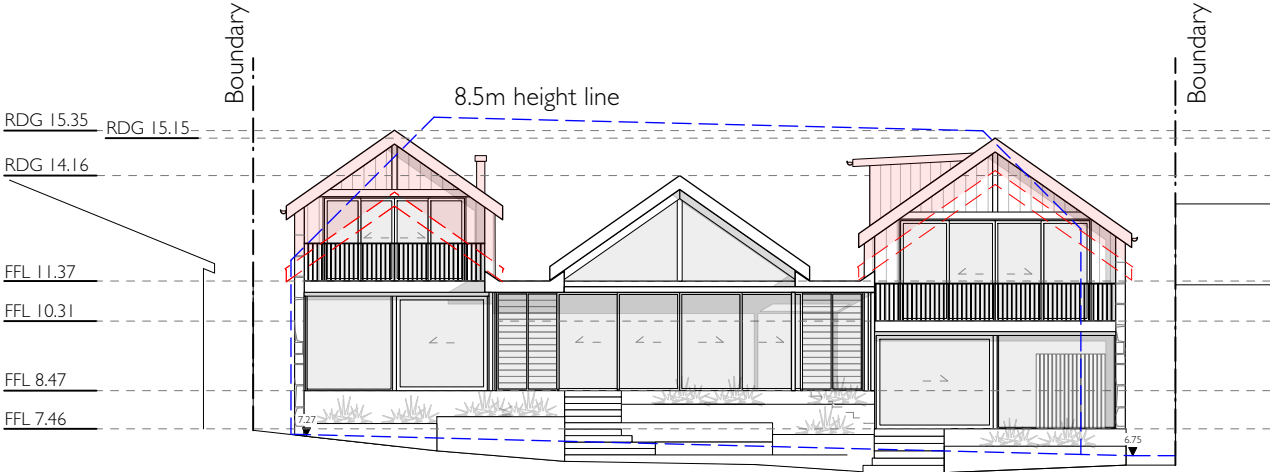 Boundary
Boundary
8.5m height line
RDG 15.35
RDG 15.15
RDG 14.16
FFL 11.37
FFL 10.31
FFL 8.47
FFL 7.46
7.27
6.75